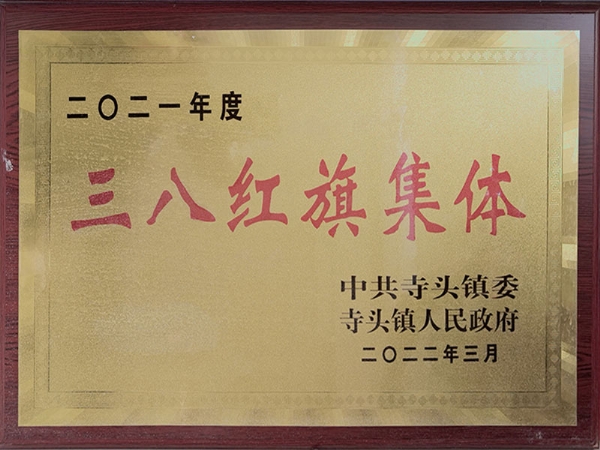 二〇二一年度
三八红旗集体
中共寺头镇委
寺头镇人民政府
二〇二二年三月